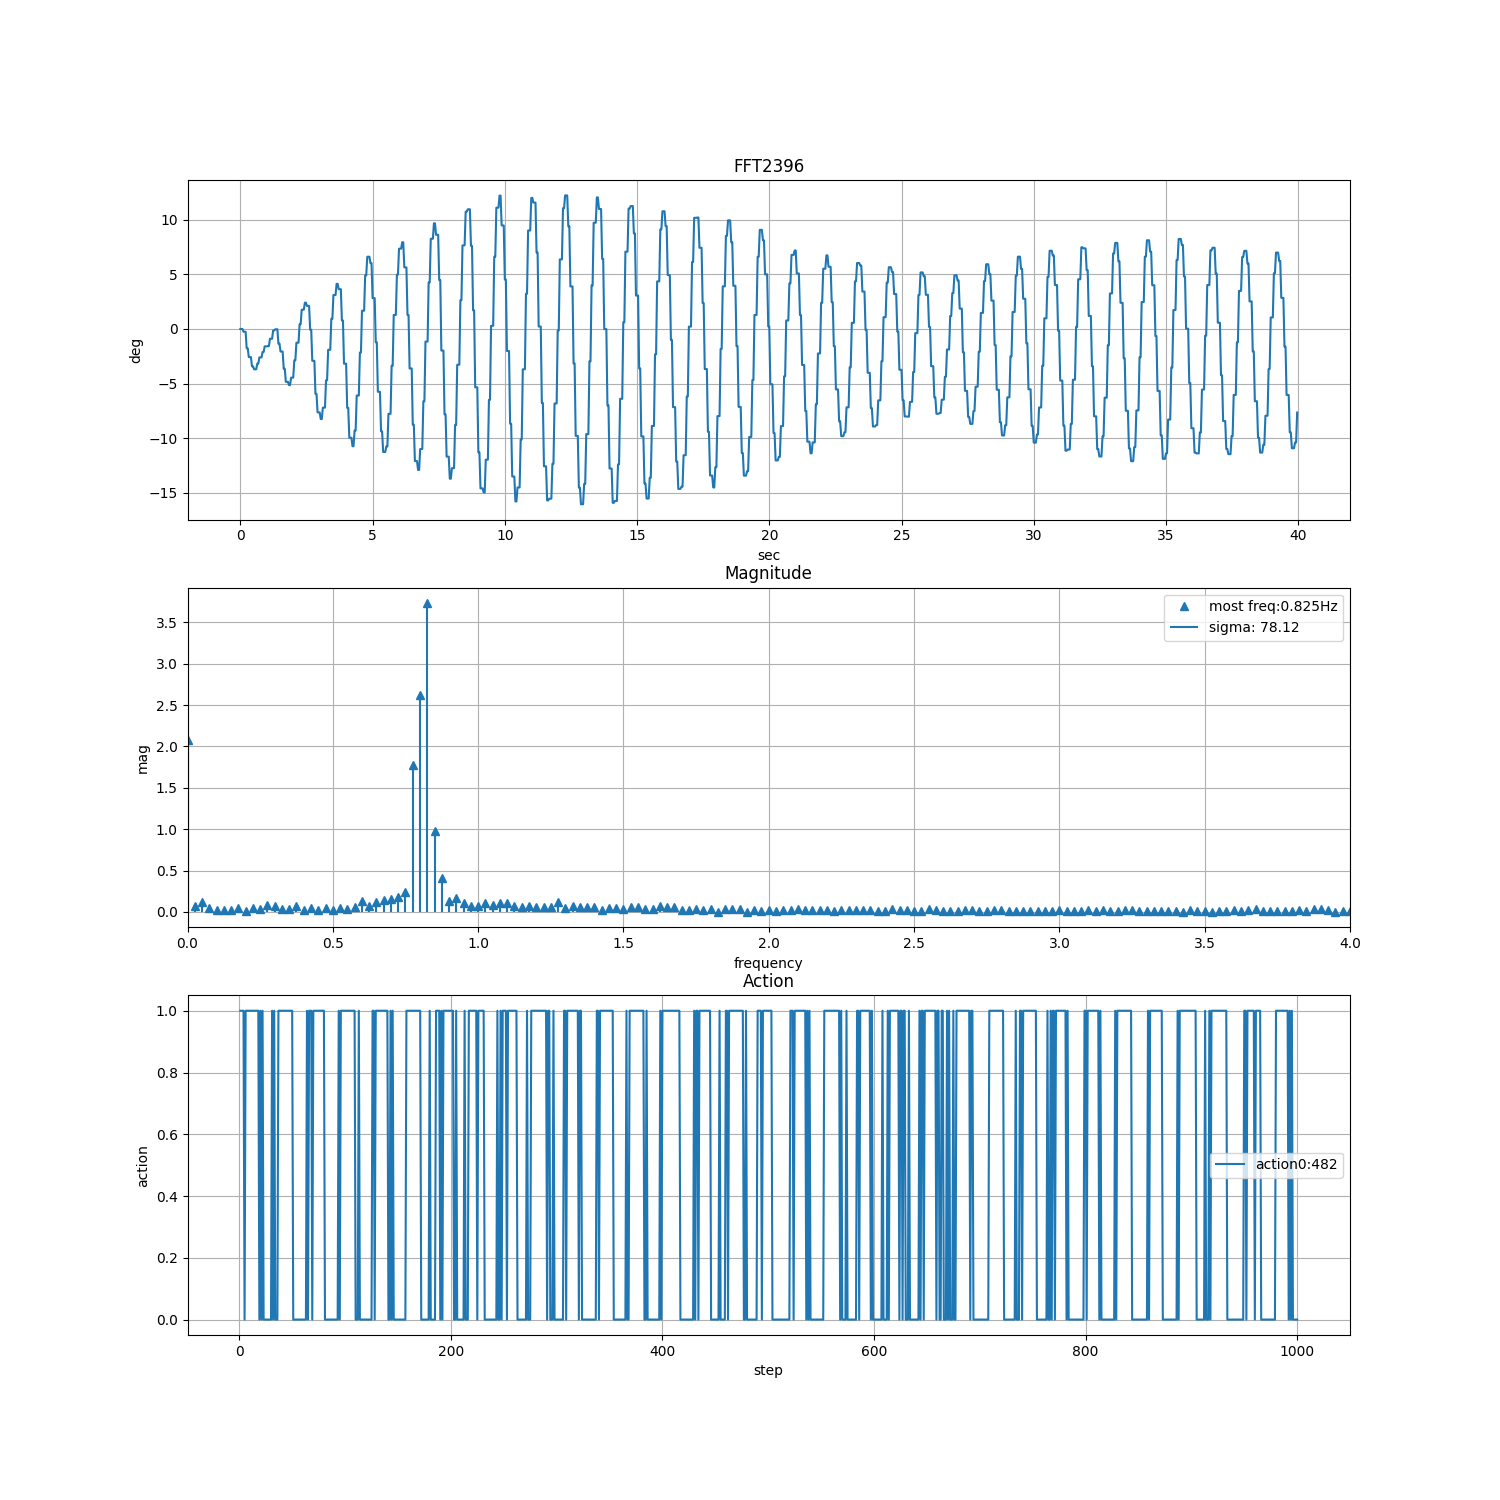 FFT2396
10
5
0
−5
−10
−15
deg
0 5 10 15 20 25 30 35 40
sec
Magnitude
most freq:0.825Hz
sigma: 78.12
3.5
3.0
2.5
2.0
1.5
1.0
0.5
0.0
mag
0.0 0.5 1.0 1.5 2.0 2.5 3.0 3.5 4.0
frequency
Action
1.0
0.8
0.6
0.4
0.2
0.0
action
action0:482
0 200 400 600 800 1000
step